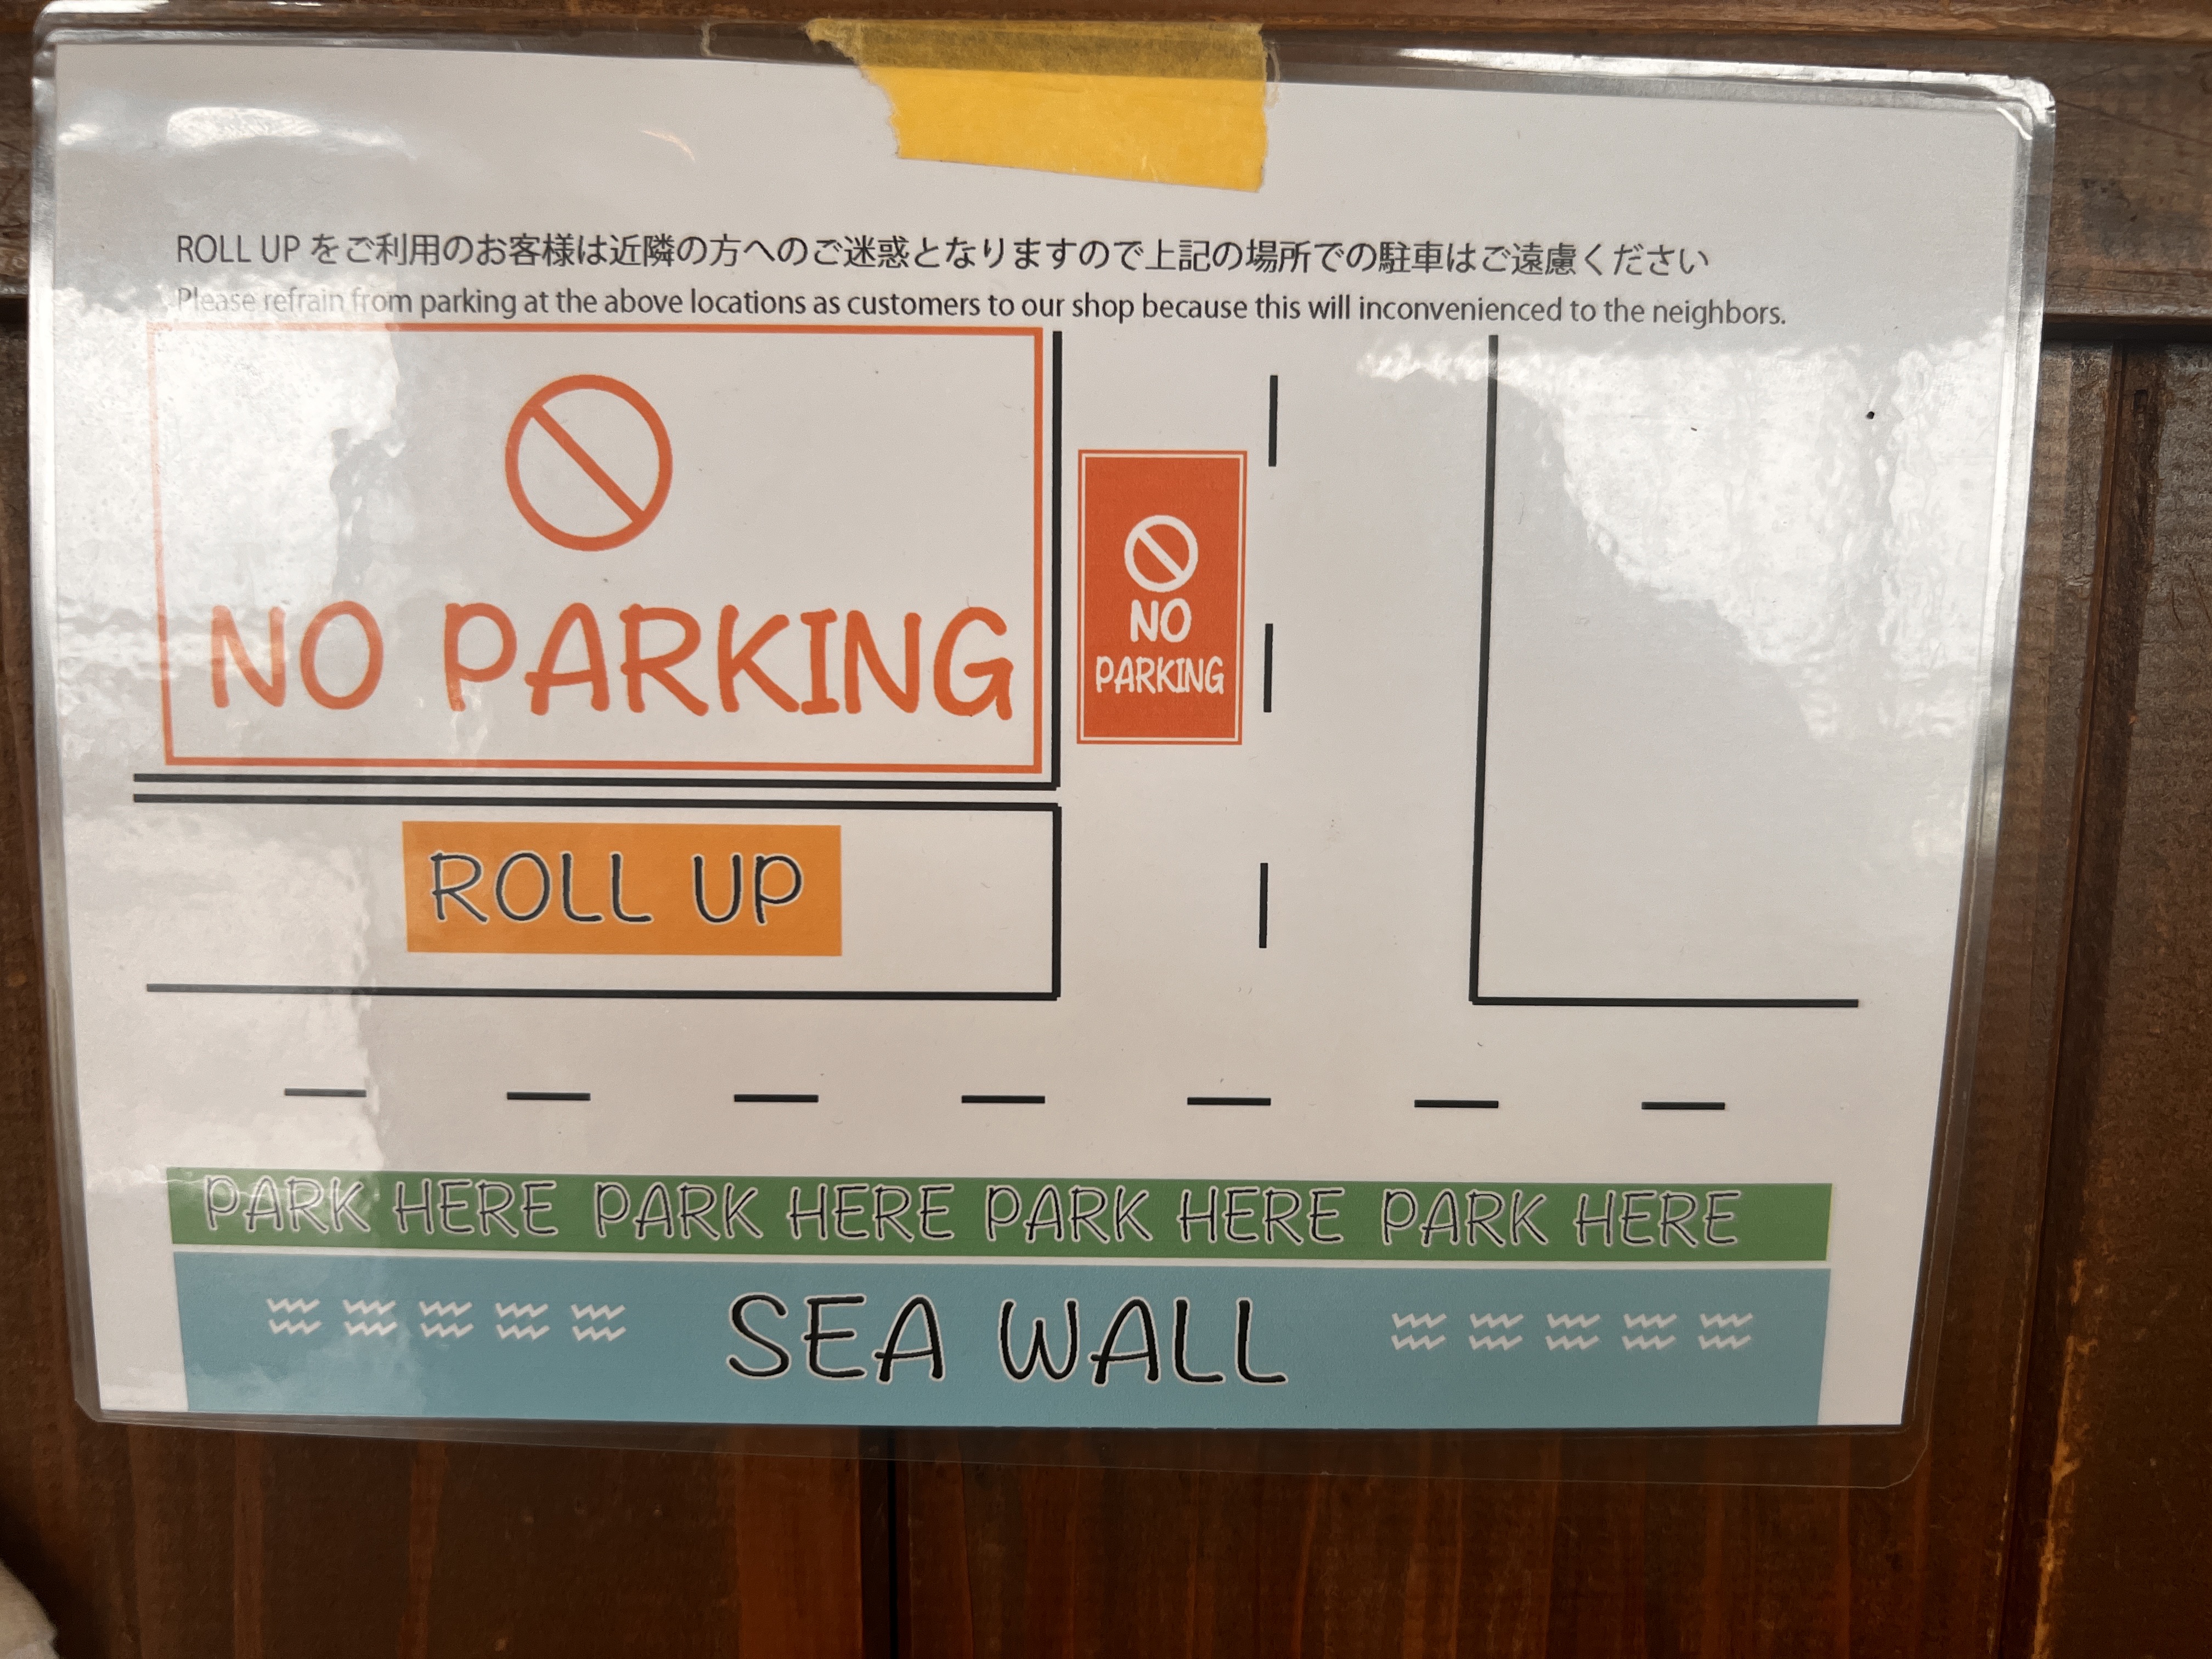 ROLL UP をご利用のお客様は近隣の方へのご迷惑となりますので上記の場所での駐車はご遠慮ください
Please refrain from parking at the above locations as customers to our shop because this will inconvenienced to the neighbors.
NO PARKING
NO
PARKING
ROLL UP
PARK HERE PARK HERE PARK HERE PARK HERE
SEA WALL